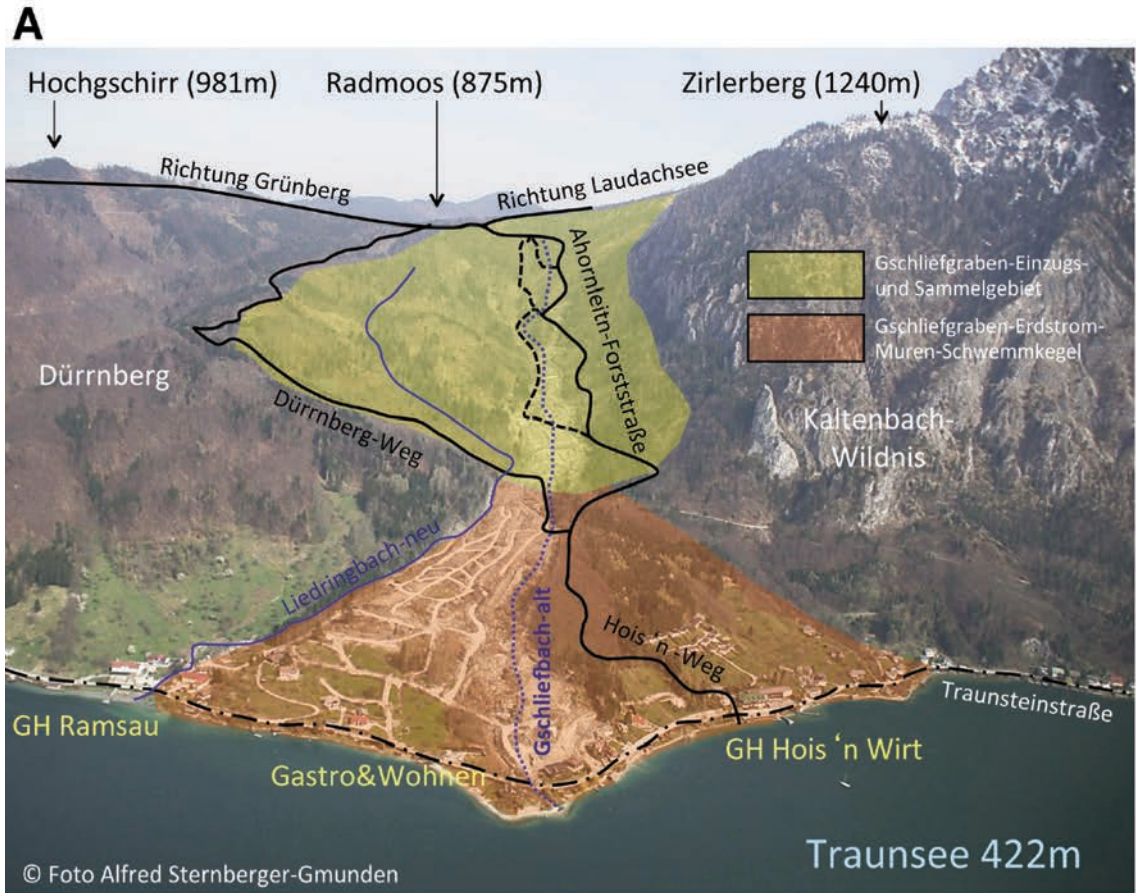 A
Hochgschirr (981m)
Radmoos (875m)
Zirlerberg (1240m)
Richtung Grünberg
Richtung Laudachsee
Ahornleitn-Forststraße
Gschliefgraben-Einzugs-
und Sammelgebiet
Gschliefgraben-Erdstrom-
Muren-Schwemmkegel
Dürrnberg
Dürrnberg-Weg
Kaltenbach-
Wildnis
Liedringbach-neu
Gschliefbach-alt
Hois 'n -Weg
Traunsteinstraße
GH Ramsau
Gastro&Wohnen
GH Hois 'n Wirt
Traunsee 422m
© Foto Alfred Sternberger-Gmunden